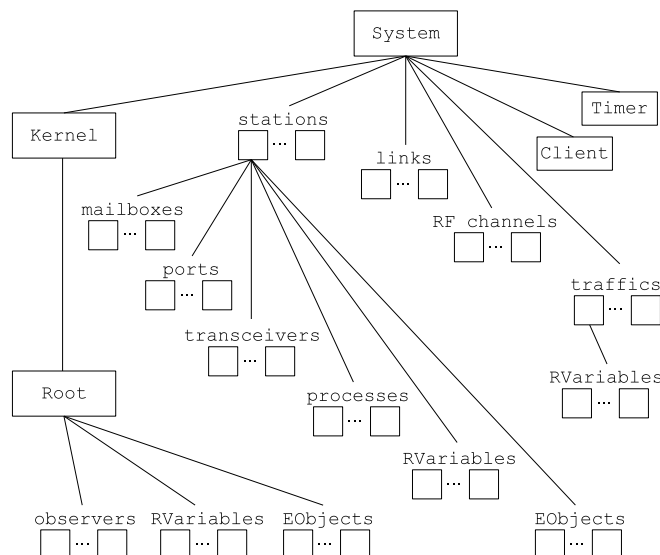 System
Timer
Kernel
stations
...
Client
links
...
mailboxes
...
RF channels
...
ports
...
traffics
...
transceivers
...
RVariables
...
Root
processes
...
RVariables
...
observers
...
RVariables
...
EObjects
...
EObjects
...